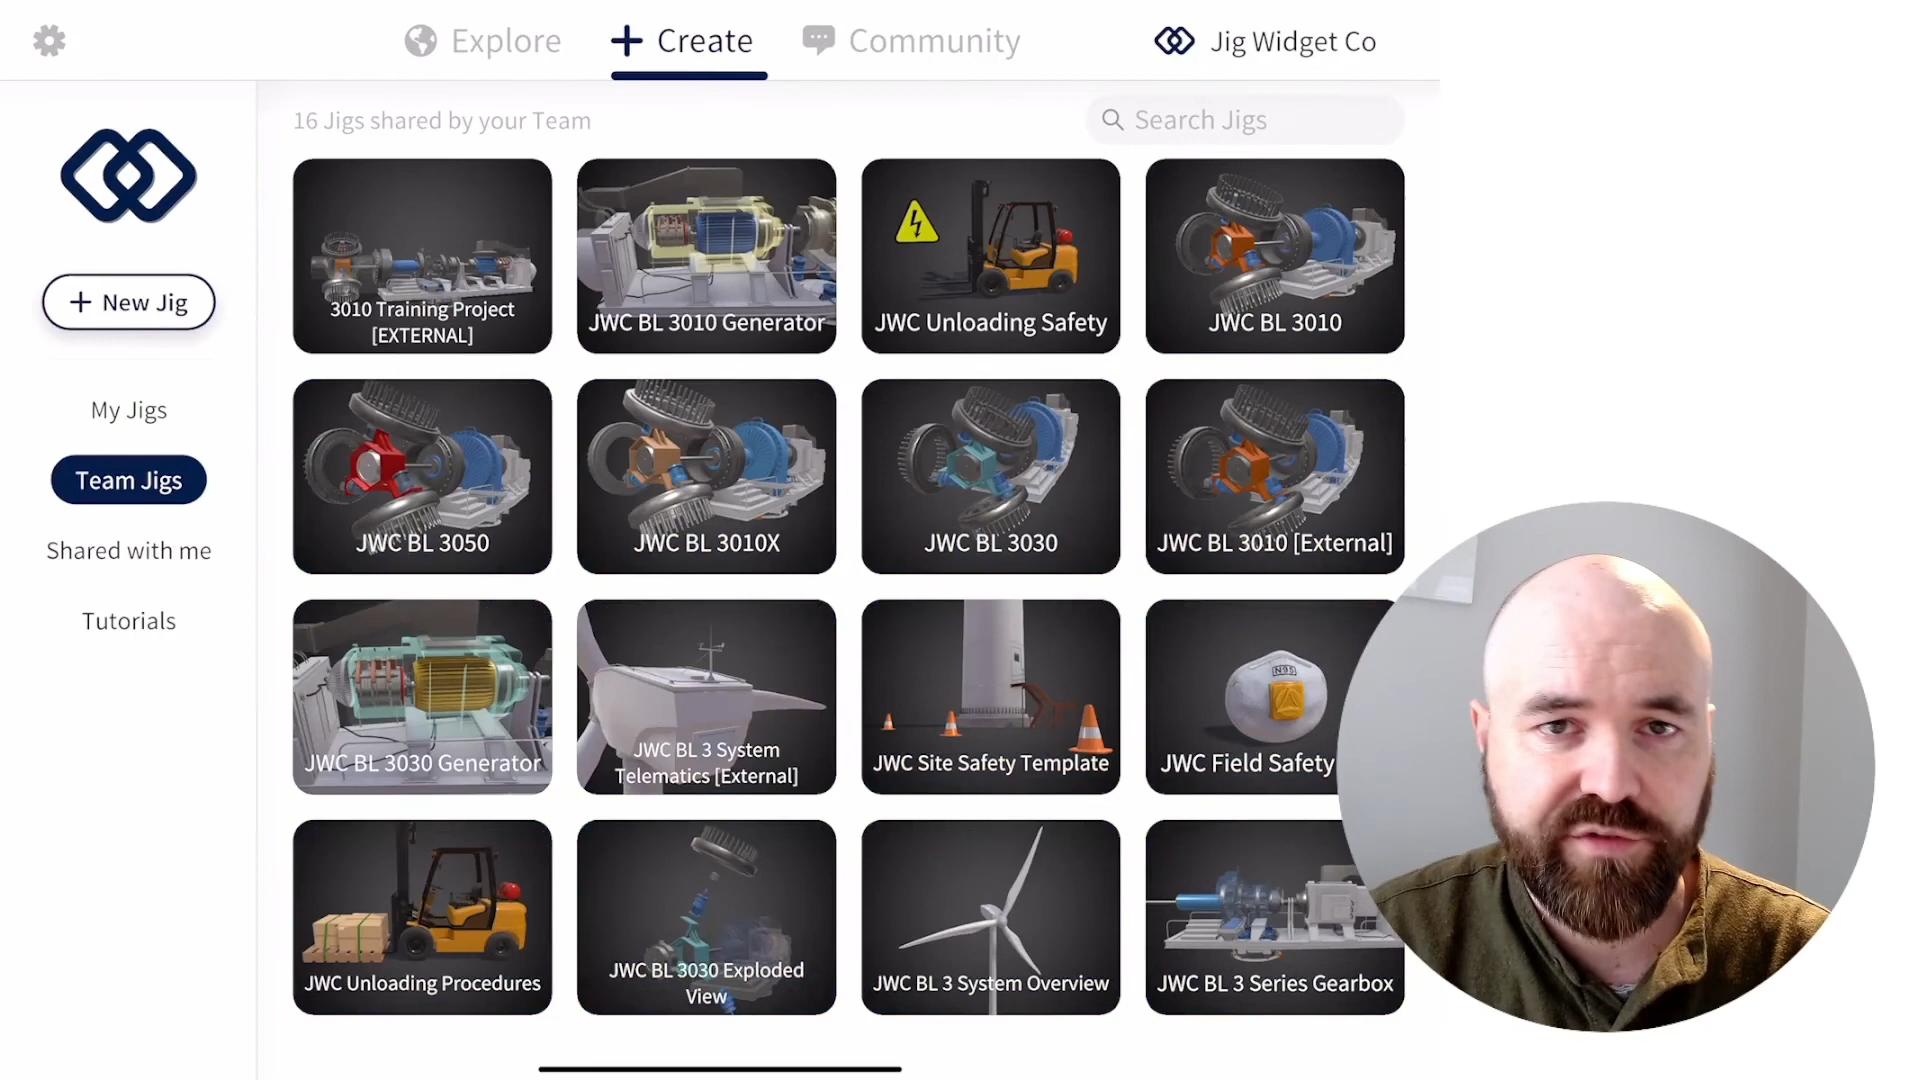 Explore
Create
Community
Jig Widget Co
16 Jigs shared by your Team
Search Jigs
New Jig
My Jigs
Team Jigs
Shared with me
Tutorials
3010 Training Project
[EXTERNAL]
JWC BL 3010 Generator
JWC Unloading Safety
JWC BL 3010
JWC BL 3050
JWC BL 3010X
JWC BL 3030
JWC BL 3010 [External]
JWC BL 3030 Generator
JWC BL 3 System
Telematics [External]
JWC Site Safety Template
N95
JWC Field Safety
JWC Unloading Procedures
JWC BL 3030 Exploded
View
JWC BL 3 System Overview
JWC BL 3 Series Gearbox